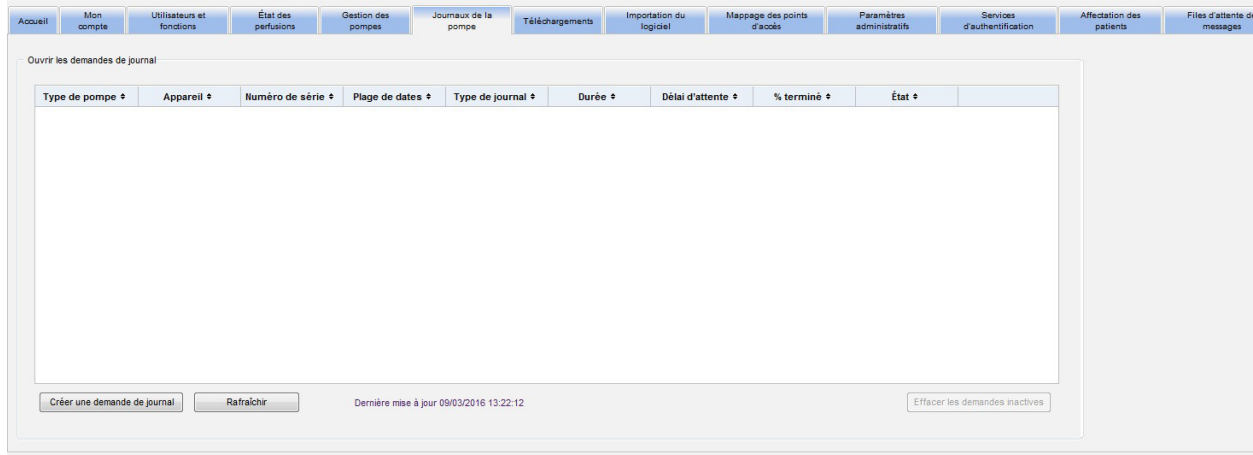 Accueil
Mon compte
Utilisateurs et fonctions
État des perfusions
Gestion des pompes
Journaux de la pompe
Téléchargements
Importation du logiciel
Mappage des points d'accès
Paramètres administratifs
Services d'authentification
Affectation des patients
Files d'attente de messages
Ouvrir les demandes de journal
Type de pompe
Appareil
Numéro de série
Plage de dates
Type de journal
Durée
Délai d'attente
% terminé
État
Créer une demande de journal
Rafraîchir
Dernière mise à jour 09/03/2016 13:22:12
Effacer les demandes inactives